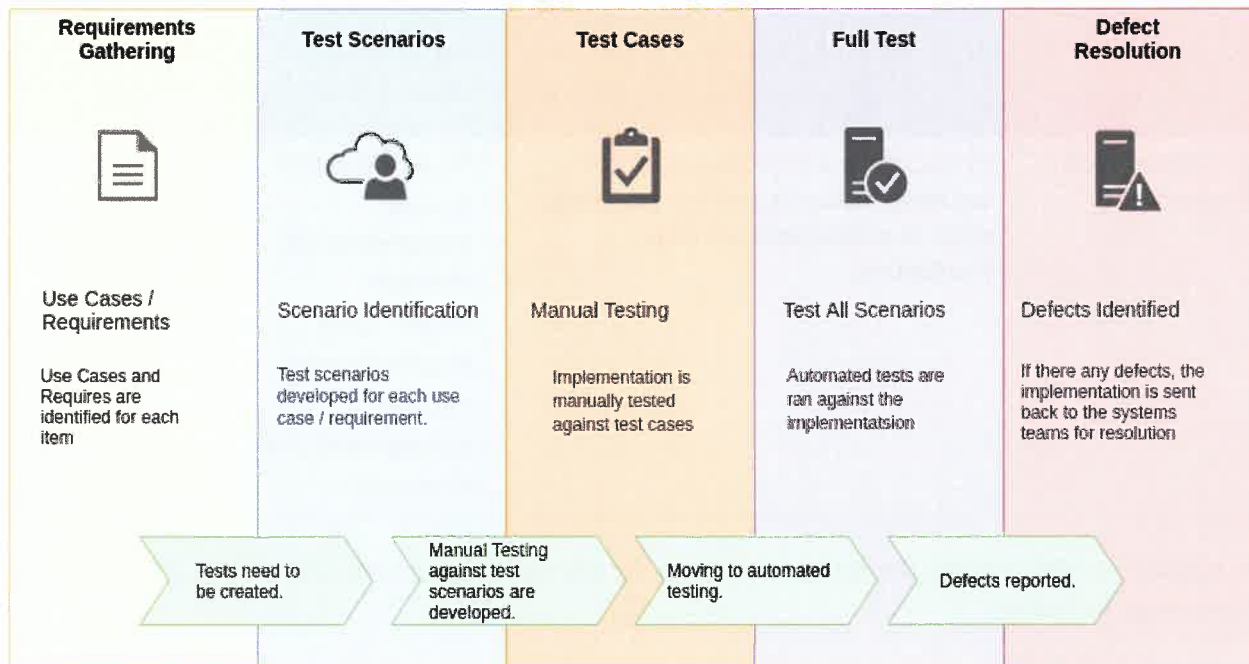 Requirements
Gathering
Test Scenarios
Test Cases
Full Test
Defect
Resolution
Use Cases /
Requirements
Scenario Identification
Manual Testing
Test All Scenarios
Defects Identified
Use Cases and
Requires are
identified for each
item
Test scenarios
developed for each use
case / requirement.
Implementation is
manually tested
against test cases
Automated tests are
ran against the
implementatsion
If there any defects, the
implementation is sent
back to the systems
teams for resolution
Tests need to
be created.
Manual Testing
against test
scenarios are
developed.
Moving to automated
testing.
Defects reported.